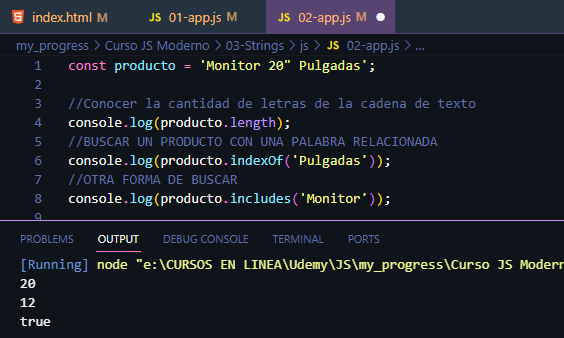 index.html M JS 01-app.js M JS 02-app.js M
my_progress > Curso JS Moderno > 03-Strings > js > JS 02-app.js > ...
1 const producto = 'Monitor 20" Pulgadas';
2
3 //Conocer la cantidad de letras de la cadena de texto
4 console.log(producto.length);
5 //BUSCAR UN PRODUCTO CON UNA PALABRA RELACIONADA
6 console.log(producto.indexOf('Pulgadas'));
7 //OTRA FORMA DE BUSCAR
8 console.log(producto.includes('Monitor'));
9
PROBLEMS OUTPUT DEBUG CONSOLE TERMINAL PORTS
[Running] node "e:\CURSOS EN LINEA\Udemy\JS\my_progress\Curso JS Modern
20
12
true